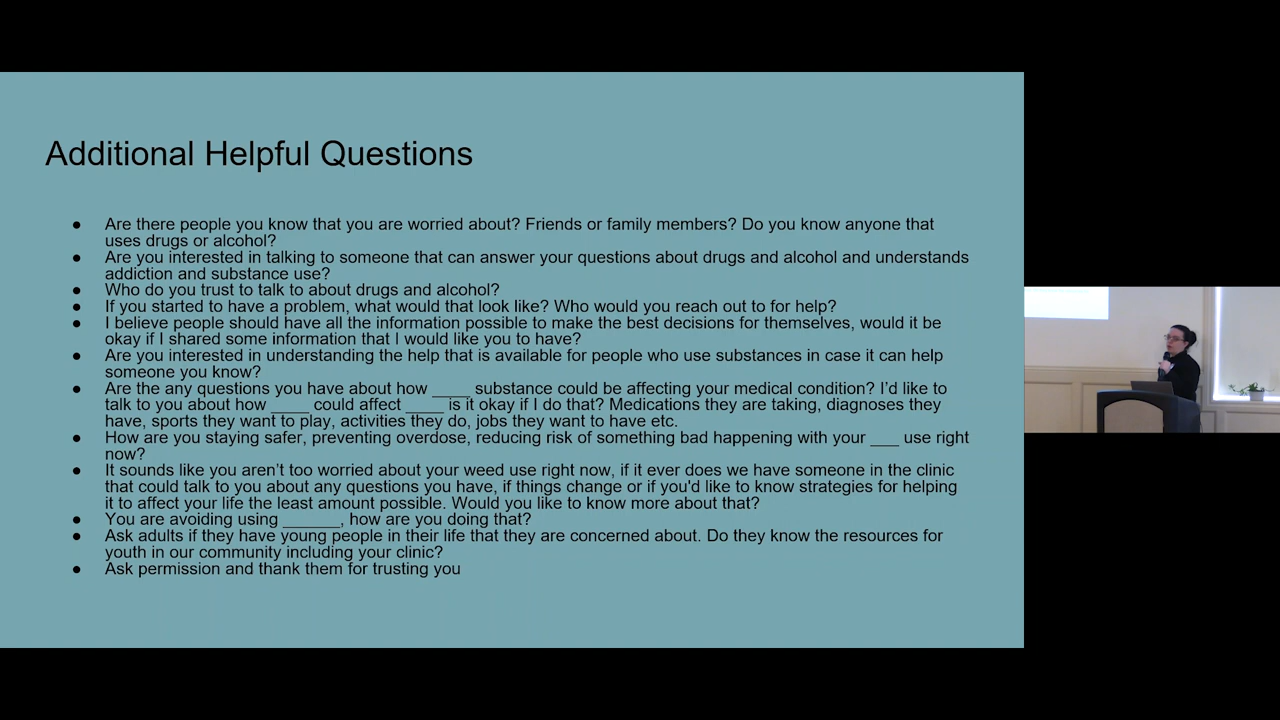 Additional Helpful Questions
● Are there people you know that you are worried about? Friends or family members? Do you know anyone that
uses drugs or alcohol?
● Are you interested in talking to someone that can answer your questions about drugs and alcohol and understands
addiction and substance use?
● Who do you trust to talk to about drugs and alcohol?
● If you started to have a problem, what would that look like? Who would you reach out to for help?
● I believe people should have all the information possible to make the best decisions for themselves, would it be
okay if I shared some information that I would like you to have?
● Are you interested in understanding the help that is available for people who use substances in case it can help
someone you know?
● Are the any questions you have about how ____ substance could be affecting your medical condition? I'd like to
talk to you about how ____ could affect ____ is it okay if I do that? Medications they are taking, diagnoses they
have, sports they want to play, activities they do, jobs they want to have etc.
● How are you staying safer, preventing overdose, reducing risk of something bad happening with your ___ use right
now?
● It sounds like you aren't too worried about your weed use right now, if it ever does we have someone in the clinic
that could talk to you about any questions you have, if things change or if you'd like to know strategies for helping
it to affect your life the least amount possible. Would you like to know more about that?
● You are avoiding using ______, how are you doing that?
● Ask adults if they have young people in their life that they are concerned about. Do they know the resources for
youth in our community including your clinic?
● Ask permission and thank them for trusting you